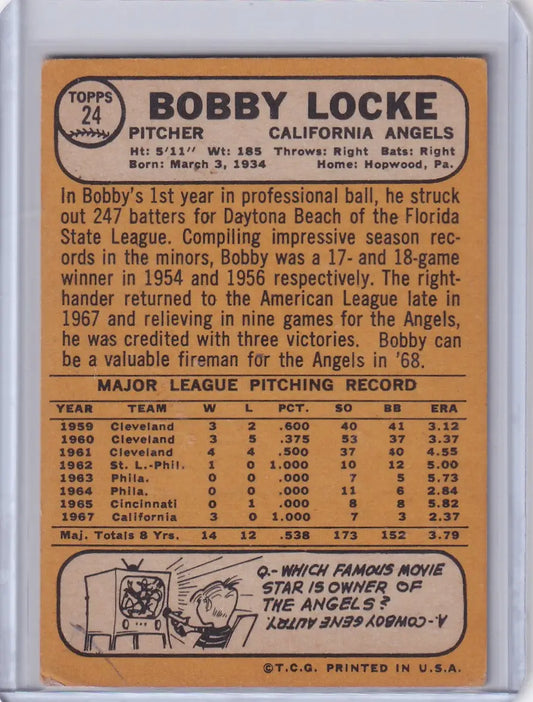 TOPPS
24
BOBBY LOCKE
PITCHER CALIFORNIA ANGELS
Ht: 5'11" Wt: 185 Throws: Right Bats: Right
Born: March 3, 1934 Home: Hopwood, Pa.
In Bobby's 1st year in professional ball, he struck
out 247 batters for Daytona Beach of the Florida
State League. Compiling impressive season rec-
ords in the minors, Bobby was a 17- and 18-game
winner in 1954 and 1956 respectively. The right-
hander returned to the American League late in
1967 and relieving in nine games for the Angels,
he was credited with three victories. Bobby can
be a valuable fireman for the Angels in '68.
MAJOR LEAGUE PITCHING RECORD
YEAR TEAM W L PCT. SO BB ERA
1959 Cleveland 3 2 .600 40 41 3.12
1960 Cleveland 3 5 .375 53 37 3.37
1961 Cleveland 4 4 .500 37 40 4.55
1962 St. L.-Phil. 1 0 1.000 10 12 5.00
1963 Phila. 0 0 .000 7 5 5.73
1964 Phila. 0 0 .000 11 6 2.84
1965 Cincinnati 0 1 .000 8 8 5.82
1967 California 3 0 1.000 7 3 2.37
Maj. Totals 8 Yrs. 14 12 .538 173 152 3.79
Q.- WHICH FAMOUS MOVIE
STAR IS OWNER OF
THE ANGELS?
A.- COWBOY GENE AUTRY
©T.C.G. PRINTED IN U.S.A.